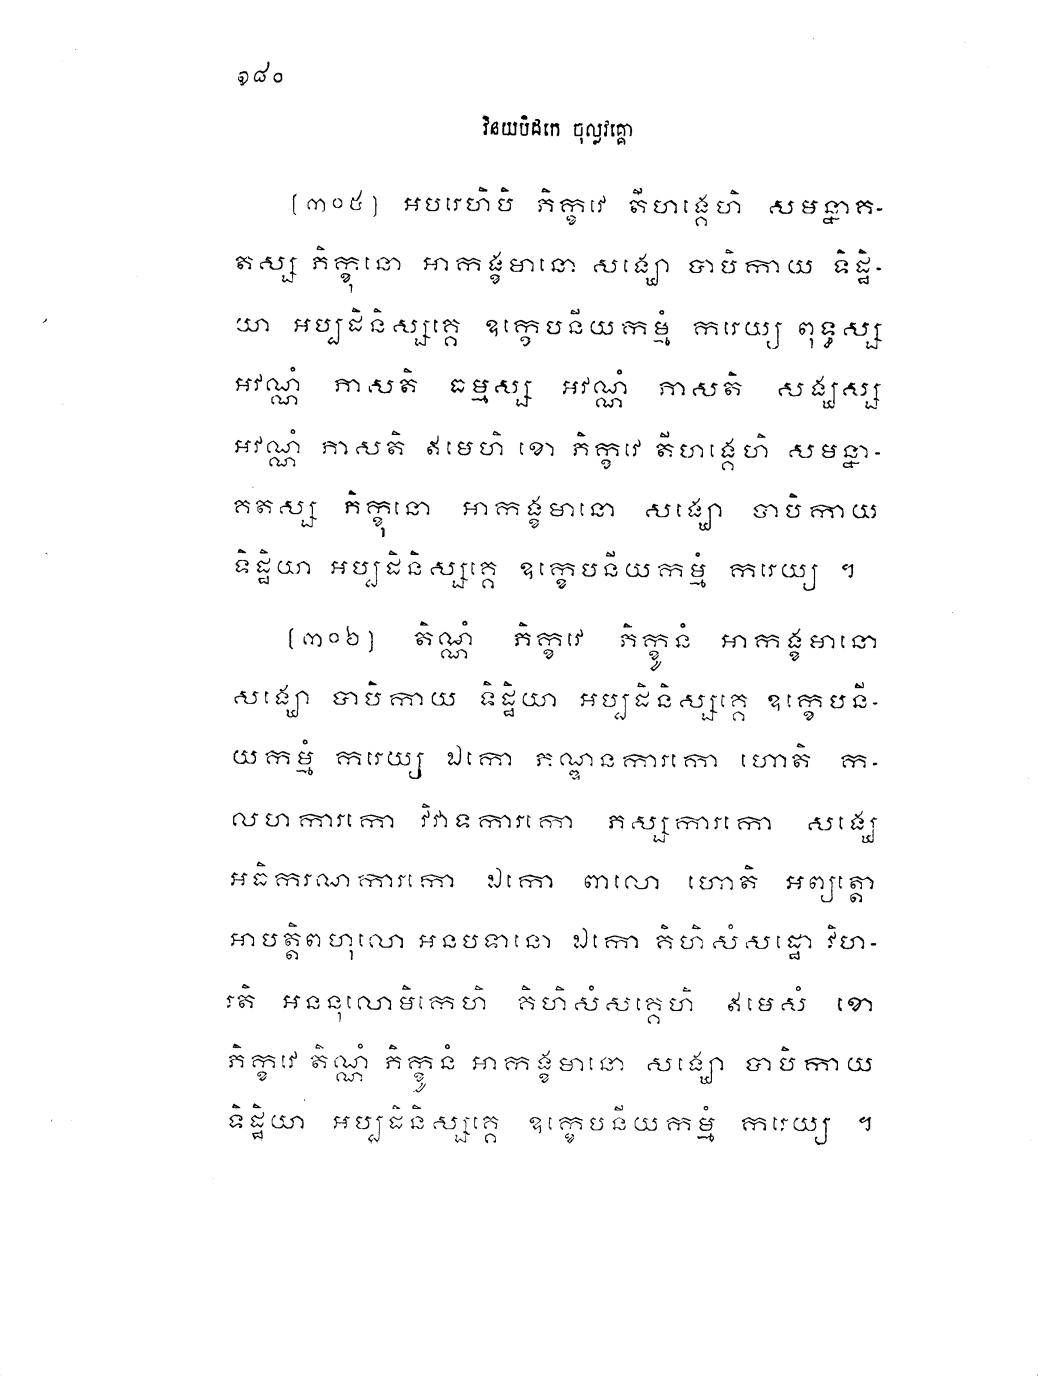 ១៨០
វិនយបិដកេ ចុល្លវគ្គោ
[៣០៥] អបរេហិបិ ភិក្ខវេ តីហង្គេហិ សមន្នាគ-
តស្ស ភិក្ខុនោ អាកង្ខមានោ សង្ឃោ បាបិកាយ ទិដ្ឋិ-
យា អប្បដិនិស្សគ្គេ ឧក្ខេបនីយកម្មំ ករេយ្យ ពុទ្ធស្ស
អវណ្ណំ ភាសតិ ធម្មស្ស អវណ្ណំ ភាសតិ សង្ឃស្ស
អវណ្ណំ ភាសតិ ឥមេហិ ខោ ភិក្ខវេ តីហង្គេហិ សមន្នា-
គតស្ស ភិក្ខុនោ អាកង្ខមានោ សង្ឃោ បាបិកាយ
ទិដ្ឋិយា អប្បដិនិស្សគ្គេ ឧក្ខេបនីយកម្មំ ករេយ្យ ។
[៣០៦] តិណ្ណំ ភិក្ខវេ ភិក្ខូនំ អាកង្ខមានោ
សង្ឃោ បាបិកាយ ទិដ្ឋិយា អប្បដិនិស្សគ្គេ ឧក្ខេបនី-
យកម្មំ ករេយ្យ ឯកោ ភណ្ឌនការកោ ហោតិ ក-
លហការកោ វិវាទការកោ ភស្សការកោ សង្ឃេ
អធិករណការកោ ឯកោ ពាលោ ហោតិ អព្យត្តោ
អាបត្តិពហុលោ អនបទានោ ឯកោ គិហិសំសដ្ឋោ វិហ-
រតិ អននុលោមិកេហិ គិហិសំសគ្គេហិ ឥមេសំ ខោ
ភិក្ខវេ តិណ្ណំ ភិក្ខូនំ អាកង្ខមានោ សង្ឃោ បាបិកាយ
ទិដ្ឋិយា អប្បដិនិស្សគ្គេ ឧក្ខេបនីយកម្មំ ករេយ្យ ។